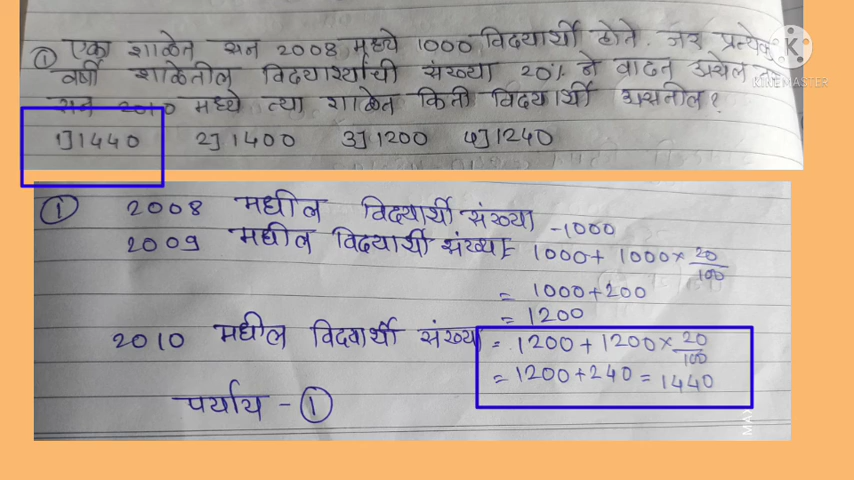 ① एका शाळेत सन 2008 मध्ये 1000 विद्यार्थी होते. जर प्रत्येक
वर्षी शाळेतील विद्यार्थ्यांची संख्या 20% ने वाढत असेल तर
सन 2010 मध्ये त्या शाळेत किती विद्यार्थी असतील?
1] 1440 2] 1400 3] 1200 4] 1240
KINEMASTER
① 2008 मधील विद्यार्थी संख्या -1000
2009 मधील विद्यार्थी संख्या = 1000 + 1000 × 20/100
= 1000+200
= 1200
2010 मधील विद्यार्थी संख्या = 1200 + 1200 × 20/100
= 1200 + 240 = 1440
पर्याय - ①